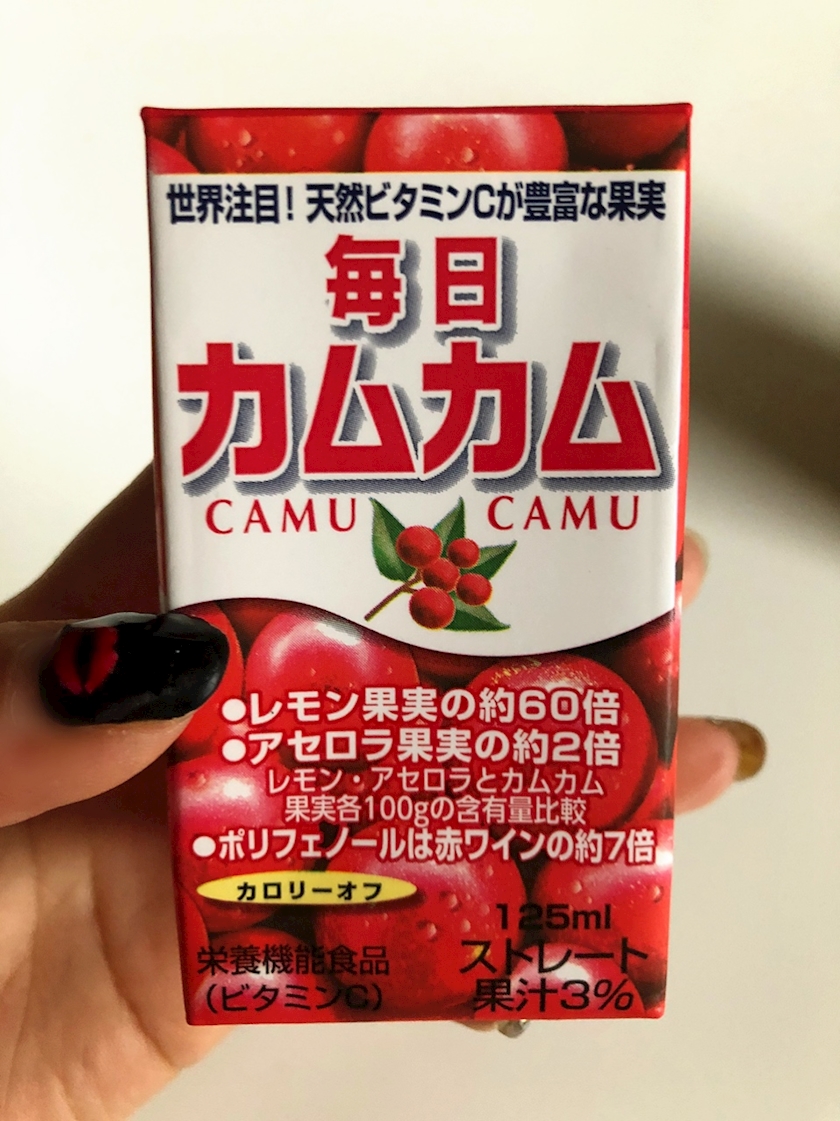 世界注目！天然ビタミンCが豊富な果実
毎日
カムカム
CAMU CAMU
●レモン果実の約60倍
●アセロラ果実の約2倍
レモン・アセロラとカムカム
果実各100gの含有量比較
●ポリフェノールは赤ワインの約7倍
カロリーオフ
125ml
栄養機能食品
(ビタミンC)
ストレート
果汁3%